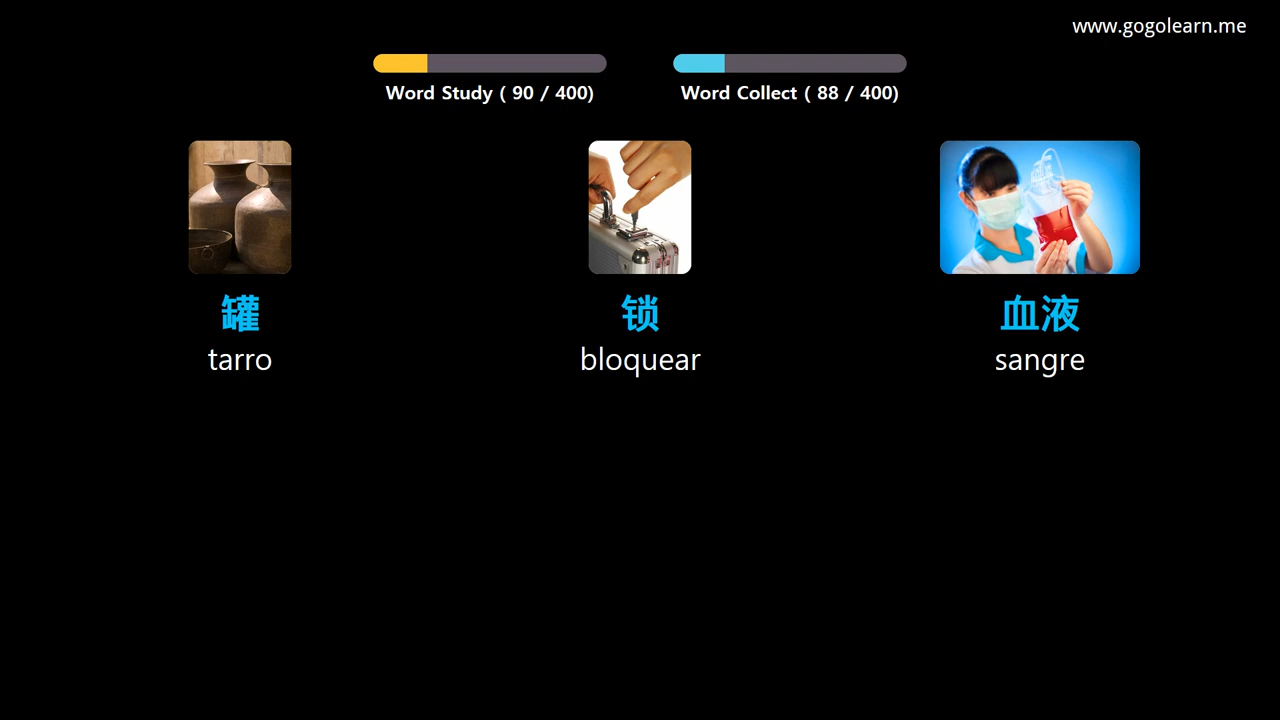 www.gogolearn.me
Word Study ( 90 / 400)
Word Collect ( 88 / 400)
罐
锁
血液
tarro
bloquear
sangre